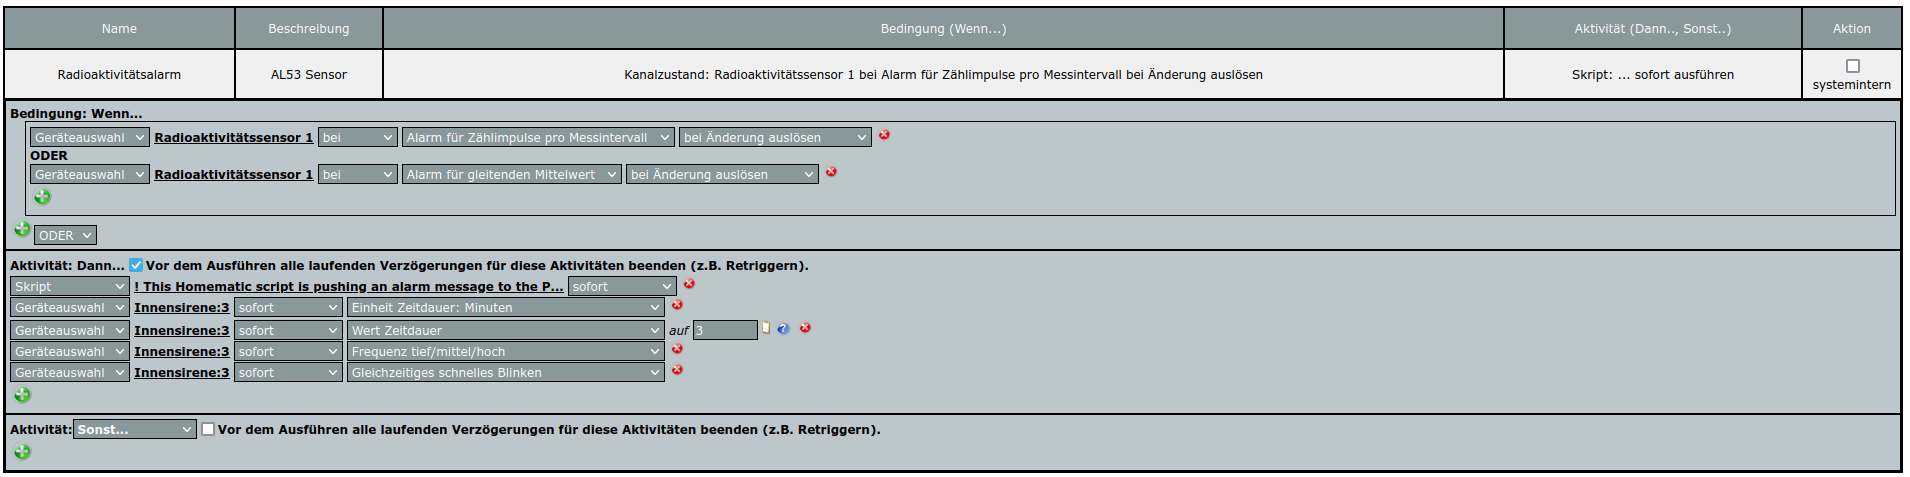 Name Beschreibung Bedingung (Wenn...) Aktivität (Dann.., Sonst..) Aktion
Radioaktivitätsalarm AL53 Sensor Kanalzustand: Radioaktivitätssensor 1 bei Alarm für Zählimpulse pro Messintervall bei Änderung auslösen Skript: ... sofort ausführen systemintern
Bedingung: Wenn...
Geräteauswahl Radioaktivitätssensor 1 bei Alarm für Zählimpulse pro Messintervall bei Änderung auslösen
ODER
Geräteauswahl Radioaktivitätssensor 1 bei Alarm für gleitenden Mittelwert bei Änderung auslösen
ODER
Aktivität: Dann... Vor dem Ausführen alle laufenden Verzögerungen für diese Aktivitäten beenden (z.B. Retriggern).
Skript ! This Homematic script is pushing an alarm message to the P... sofort
Geräteauswahl Innensirene:3 sofort Einheit Zeitdauer: Minuten
Geräteauswahl Innensirene:3 sofort Wert Zeitdauer auf 3
Geräteauswahl Innensirene:3 sofort Frequenz tief/mittel/hoch
Geräteauswahl Innensirene:3 sofort Gleichzeitiges schnelles Blinken
Aktivität: Sonst... Vor dem Ausführen alle laufenden Verzögerungen für diese Aktivitäten beenden (z.B. Retriggern).